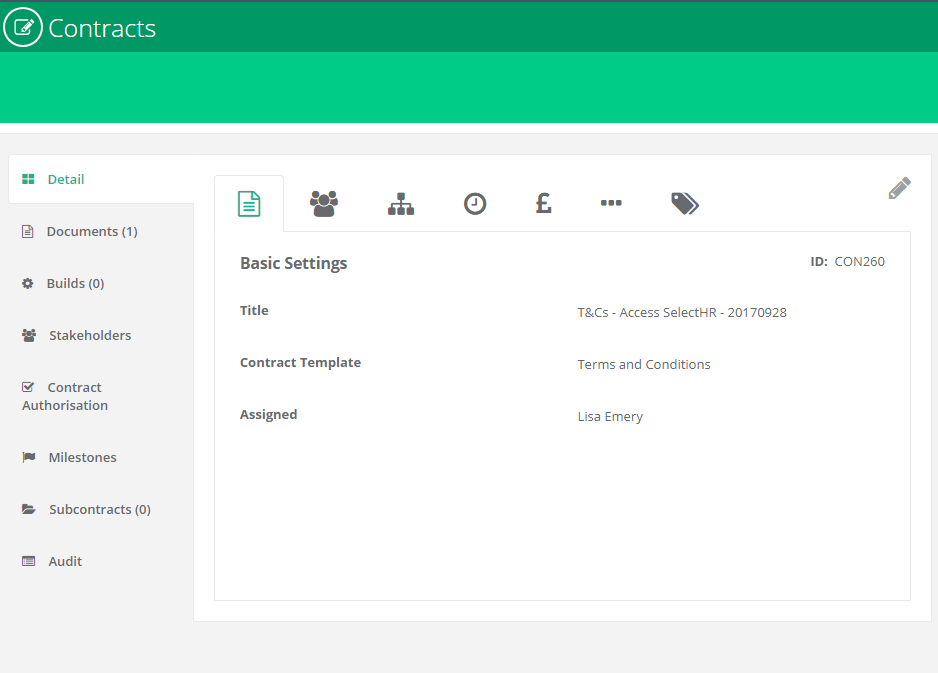 Contracts
Detail
Documents (1)
Builds (0)
Stakeholders
Contract
Authorisation
Milestones
Subcontracts (0)
Audit
£
Basic Settings
ID: CON260
Title
T&Cs - Access SelectHR - 20170928
Contract Template
Terms and Conditions
Assigned
Lisa Emery